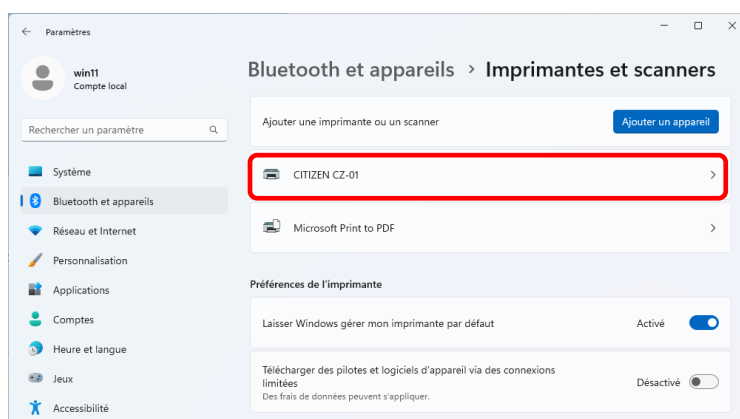 Paramètres
win11
Compte local
Rechercher un paramètre
Système
Bluetooth et appareils
Réseau et Internet
Personnalisation
Applications
Comptes
Heure et langue
Jeux
Accessibilité
Bluetooth et appareils > Imprimantes et scanners
Ajouter une imprimante ou un scanner
Ajouter un appareil
CITIZEN CZ-01
Microsoft Print to PDF
Préférences de l'imprimante
Laisser Windows gérer mon imprimante par défaut
Activé
Télécharger des pilotes et logiciels d'appareil via des connexions
limitées
Des frais de données peuvent s'appliquer.
Désactivé